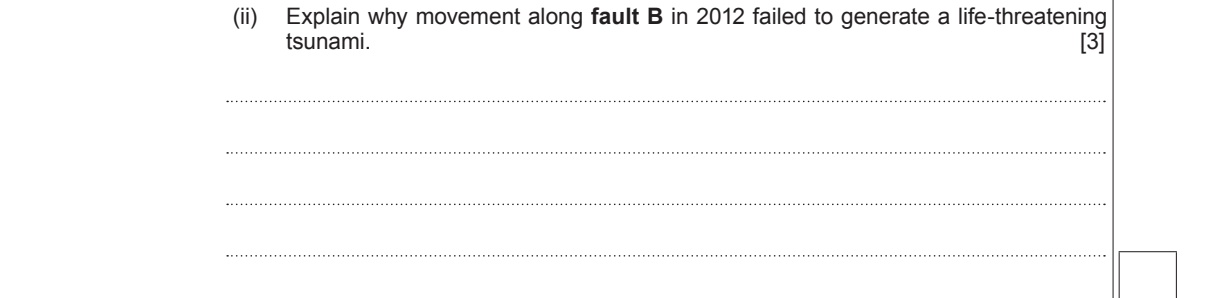 (ii) Explain why movement along fault B in 2012 failed to generate a life-threatening
tsunami. [3]